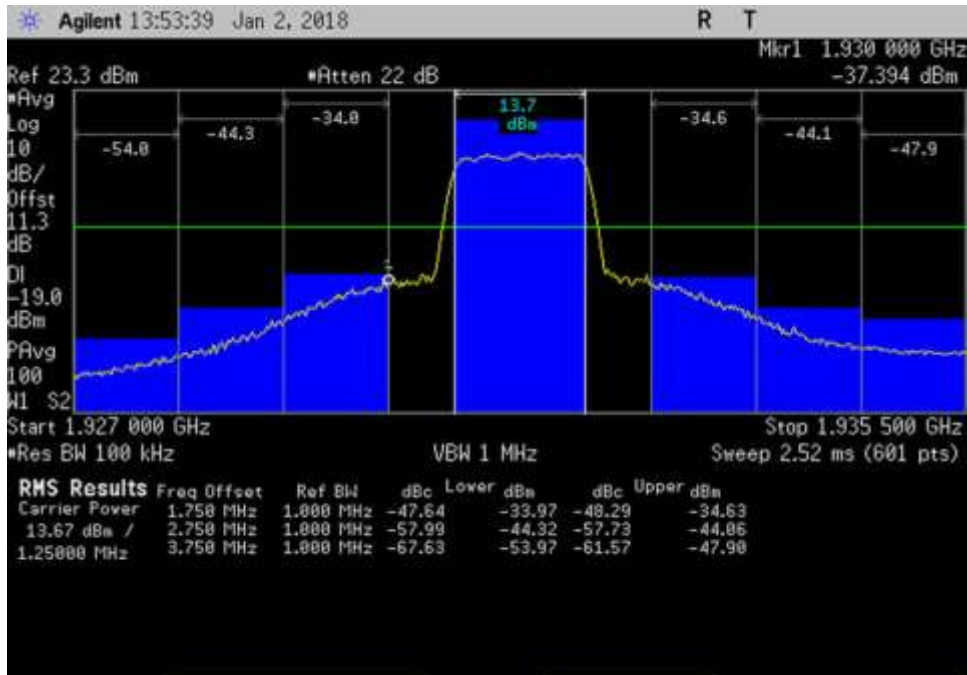 Agilent 13:53:39 Jan 2, 2018 R T
Mkr1 1.930 000 GHz
Ref 23.3 dBm *Atten 22 dB -37.394 dBm
*Avg
Log
10
dB/
Offst
11.3
dB
DI
-19.0
dBm
PAvg
100
W1 S2
-54.0 -44.3 -34.0 13.7 dBm -34.6 -44.1 -47.9
1
Start 1.927 000 GHz Stop 1.935 500 GHz
*Res BW 100 kHz VBW 1 MHz Sweep 2.52 ms (601 pts)
RMS Results Freq Offset Ref BW dBc Lower dBm dBc Upper dBm
Carrier Power 1.750 MHz 1.000 MHz -47.64 -33.97 -48.29 -34.63
13.67 dBm / 2.750 MHz 1.000 MHz -57.99 -44.32 -57.73 -44.06
1.25000 MHz 3.750 MHz 1.000 MHz -67.63 -53.97 -61.57 -47.90